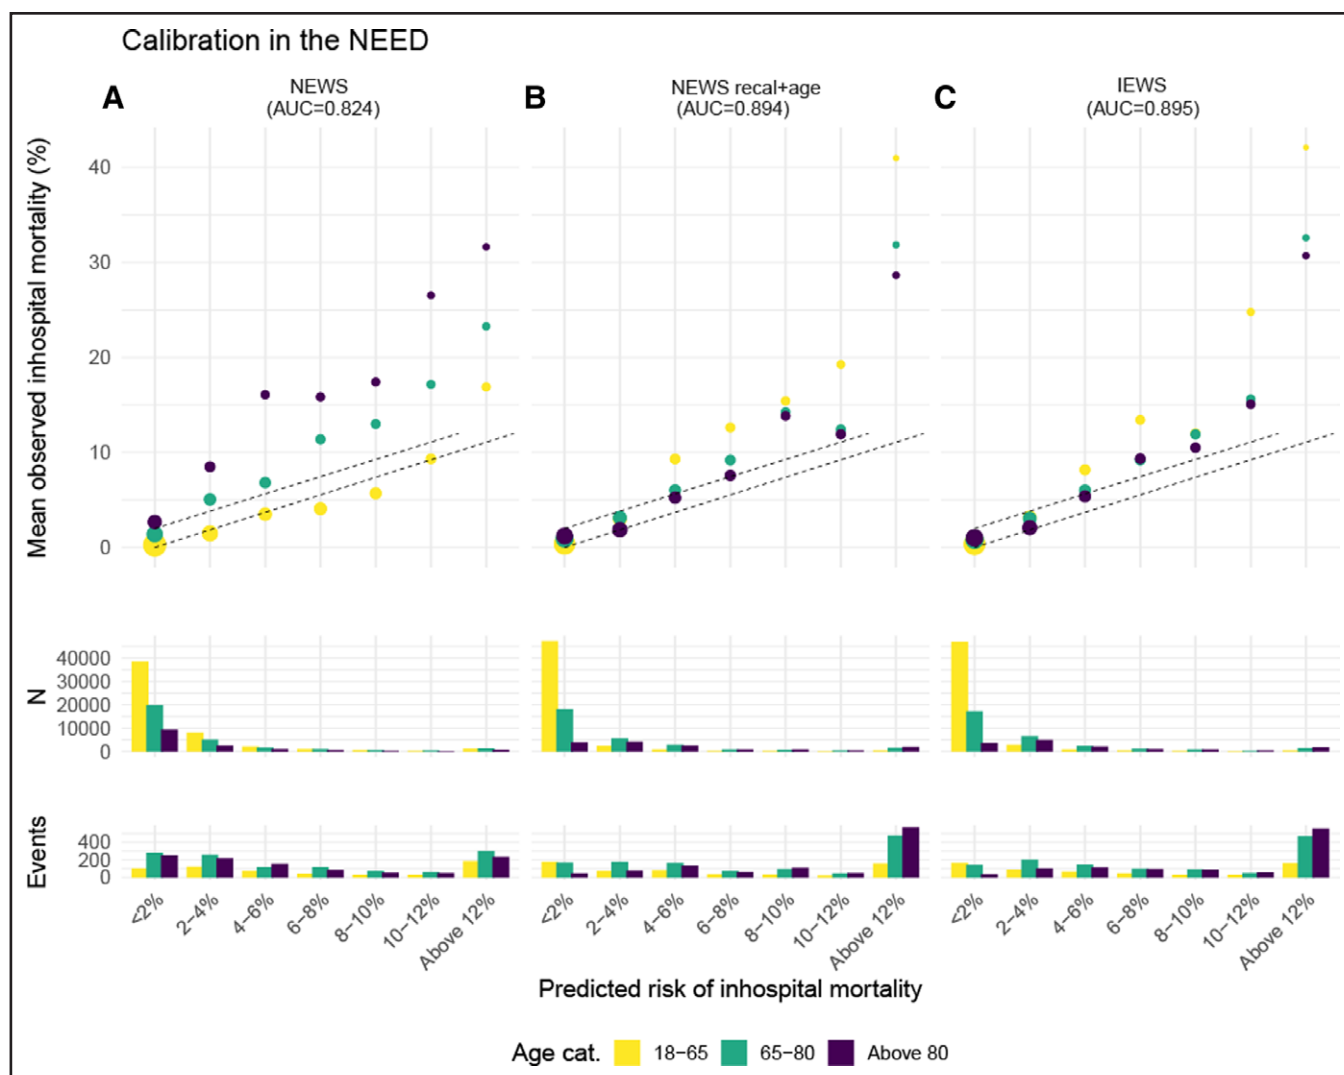 Calibration in the NEED
A
NEWS
(AUC=0.824)
B
NEWS recal+age
(AUC=0.894)
C
IEWS
(AUC=0.895)
Mean observed inhospital mortality (%)
40
30
20
10
0
N
40000
30000
20000
10000
0
Events
400
200
0
<2%
2−4%
4−6%
6−8%
8−10%
10−12%
Above 12%
<2%
2−4%
4−6%
6−8%
8−10%
10−12%
Above 12%
<2%
2−4%
4−6%
6−8%
8−10%
10−12%
Above 12%
Predicted risk of inhospital mortality
Age cat. 18−65 65−80 Above 80